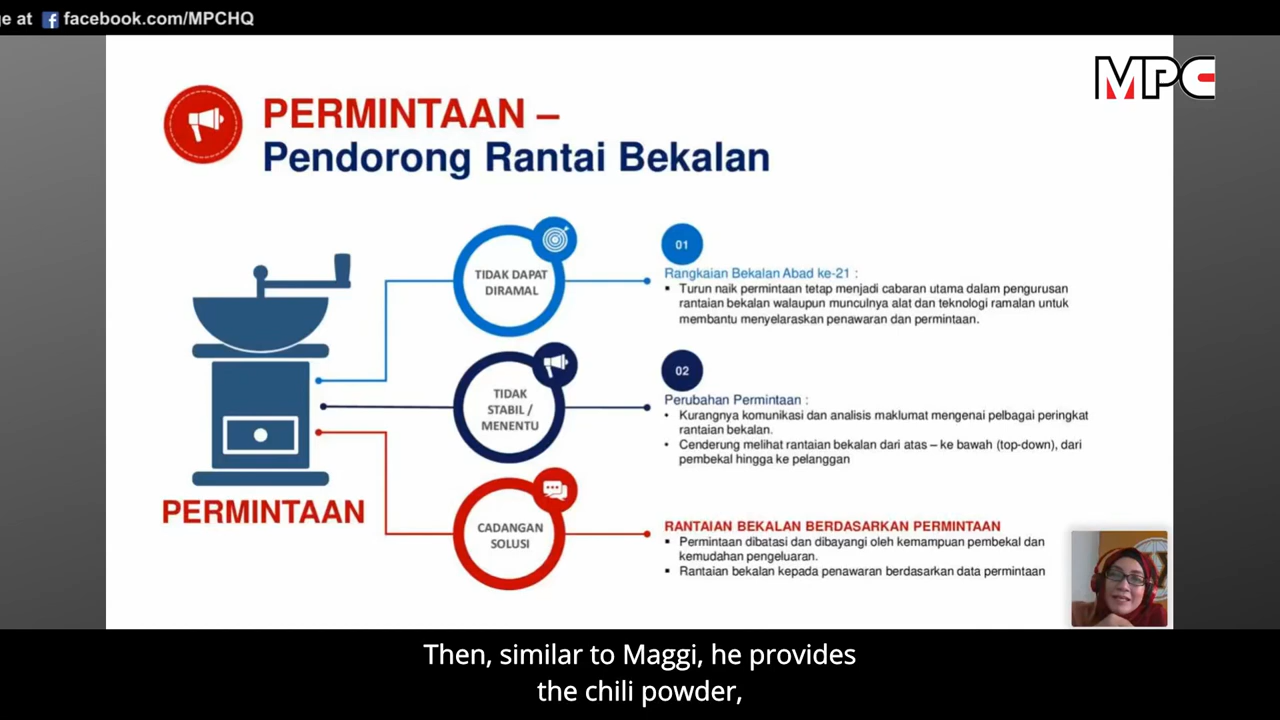 e at facebook.com/MPCHQ
MPC
PERMINTAAN –
Pendorong Rantai Bekalan
TIDAK DAPAT
DIRAMAL
01
Rangkaian Bekalan Abad ke-21 :
▪ Turun naik permintaan tetap menjadi cabaran utama dalam pengurusan
rantaian bekalan walaupun munculnya alat dan teknologi ramalan untuk
membantu menyelaraskan penawaran dan permintaan.
TIDAK
STABIL /
MENENTU
02
Perubahan Permintaan :
• Kurangnya komunikasi dan analisis maklumat mengenai pelbagai peringkat
rantaian bekalan.
• Cenderung melihat rantaian bekalan dari atas – ke bawah (top-down), dari
pembekal hingga ke pelanggan
PERMINTAAN
CADANGAN
SOLUSI
RANTAIAN BEKALAN BERDASARKAN PERMINTAAN
▪ Permintaan dibatasi dan dibayangi oleh kemampuan pembekal dan
kemudahan pengeluaran.
▪ Rantaian bekalan kepada penawaran berdasarkan data permintaan
Then, similar to Maggi, he provides
the chili powder,